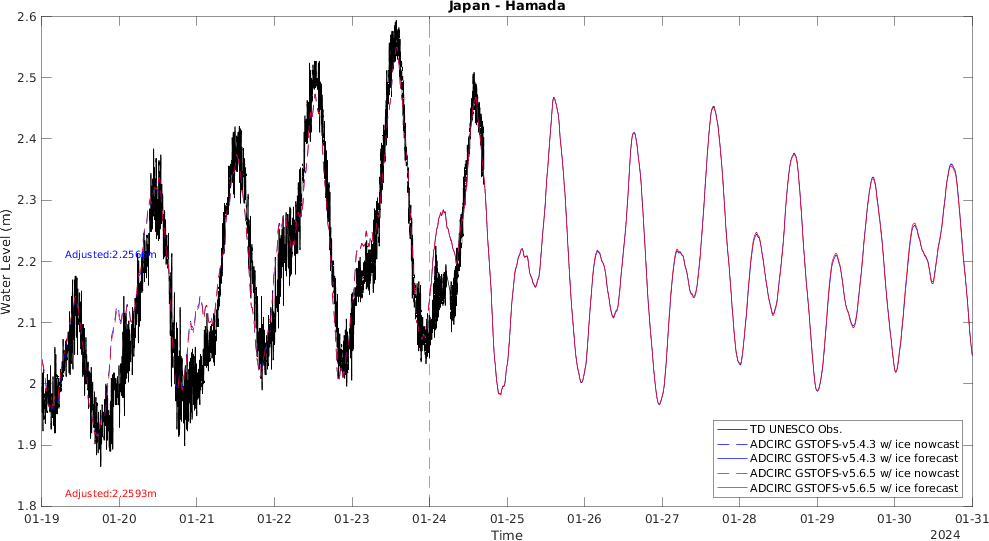 Japan - Hamada
2.6
2.5
2.4
2.3
2.2
2.1
2
1.9
1.8
Water Level (m)
Adjusted:2.2593m
TD UNESCO Obs.
ADCIRC GSTOFS-v5.4.3 w/ ice nowcast
ADCIRC GSTOFS-v5.4.3 w/ ice forecast
ADCIRC GSTOFS-v5.6.5 w/ ice nowcast
ADCIRC GSTOFS-v5.6.5 w/ ice forecast
01-19 01-20 01-21 01-22 01-23 01-24 01-25 01-26 01-27 01-28 01-29 01-30 01-31
Time
2024